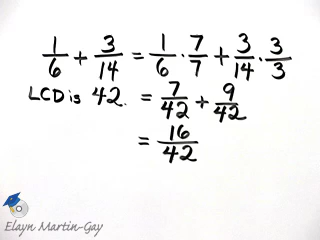 1/6 + 3/14 = 1/6 · 7/7 + 3/14 · 3/3
LCD is 42. = 7/42 + 9/42
= 16/42
Elayn Martin-Gay